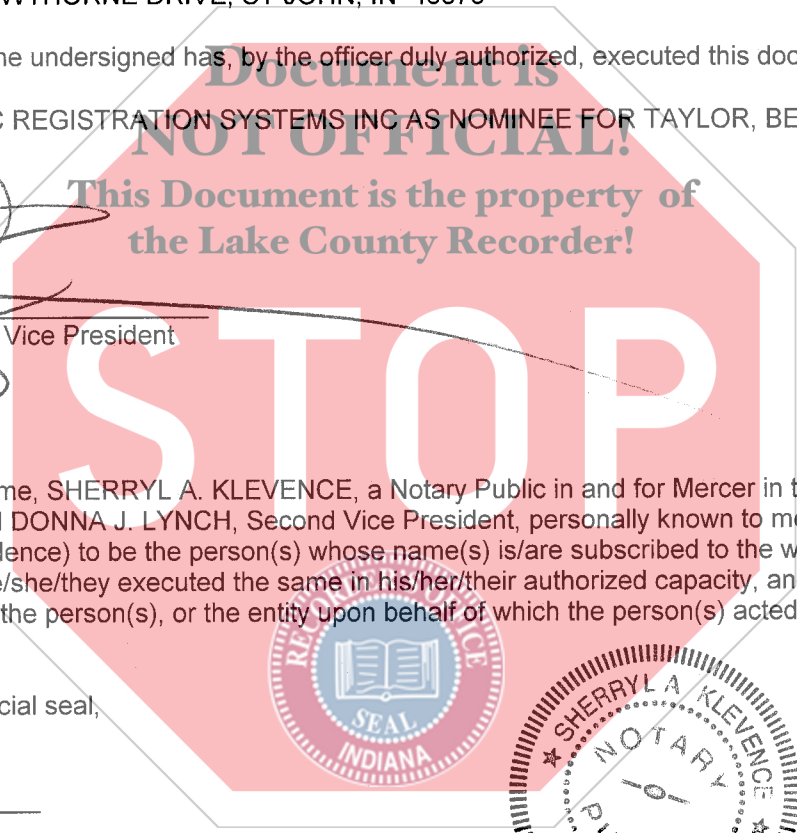 DRIVE, ST JOHN, IN
he undersigned has, by the officer duly authorized, executed this doc
Document is
C REGISTRATION SYSTEMS INC AS NOMINEE FOR TAYLOR, BE
NOT OFFICIAL!
This Document is the property of
the Lake County Recorder!
Vice President
STOP
me, SHERRYL A. KLEVENCE, a Notary Public in and for Mercer in t
DONNA J. LYNCH, Second Vice President, personally known to me
dence) to be the person(s) whose name(s) is/are subscribed to the w
e/she/they executed the same in his/her/their authorized capacity, an
the person(s), or the entity upon behalf of which the person(s) acted
RECORDER'S OFFICE
SEAL
INDIANA
cial seal,
SHERRYL A KLEVENCE
NOTARY